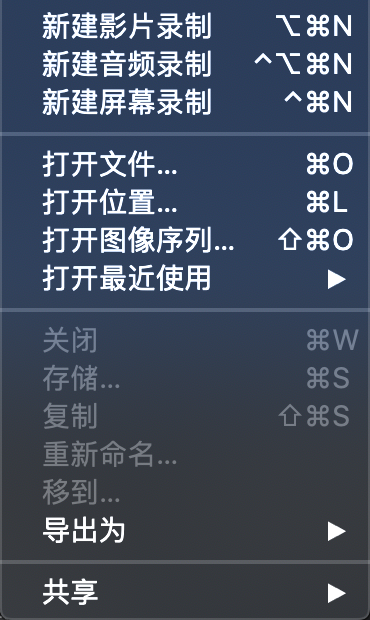 新建影片录制 ⌥⌘N
新建音频录制 ^⌥⌘N
新建屏幕录制 ^⌘N
打开文件... ⌘O
打开位置... ⌘L
打开图像序列... ⇧⌘O
打开最近使用 ▶
关闭 ⌘W
存储... ⌘S
复制 ⇧⌘S
重新命名...
移到...
导出为 ▶
共享 ▶